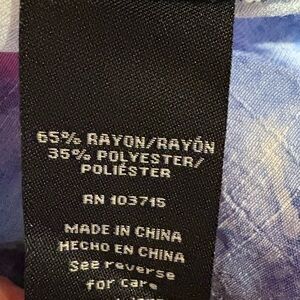 65% RAYON/RAYÓN
35% POLYESTER/
POLIÉSTER
RN 103715
MADE IN CHINA
HECHO EN CHINA
See reverse
for care